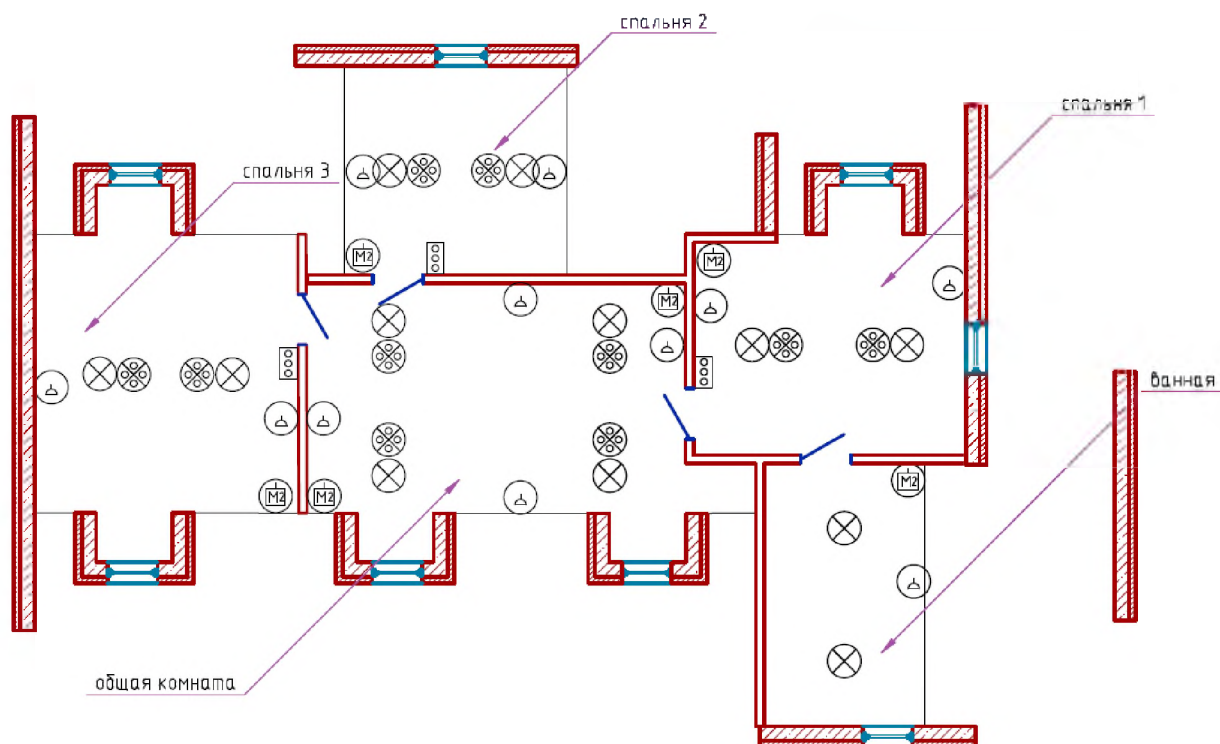 спальня 2
спальня 1
спальня 3
М2
М2
М2
ванная
М2
М2
М2
общая комната